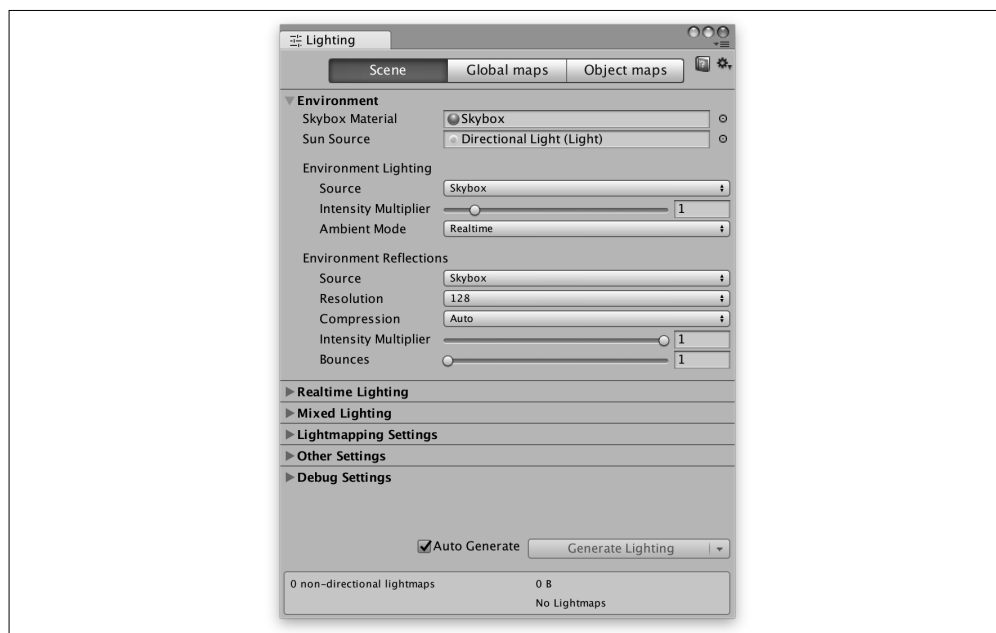 Lighting
Scene Global maps Object maps
Environment
Skybox Material Skybox
Sun Source Directional Light (Light)
Environment Lighting
Source Skybox
Intensity Multiplier 1
Ambient Mode Realtime
Environment Reflections
Source Skybox
Resolution 128
Compression Auto
Intensity Multiplier 1
Bounces 1
Realtime Lighting
Mixed Lighting
Lightmapping Settings
Other Settings
Debug Settings
Auto Generate Generate Lighting
0 non-directional lightmaps 0 B
No Lightmaps